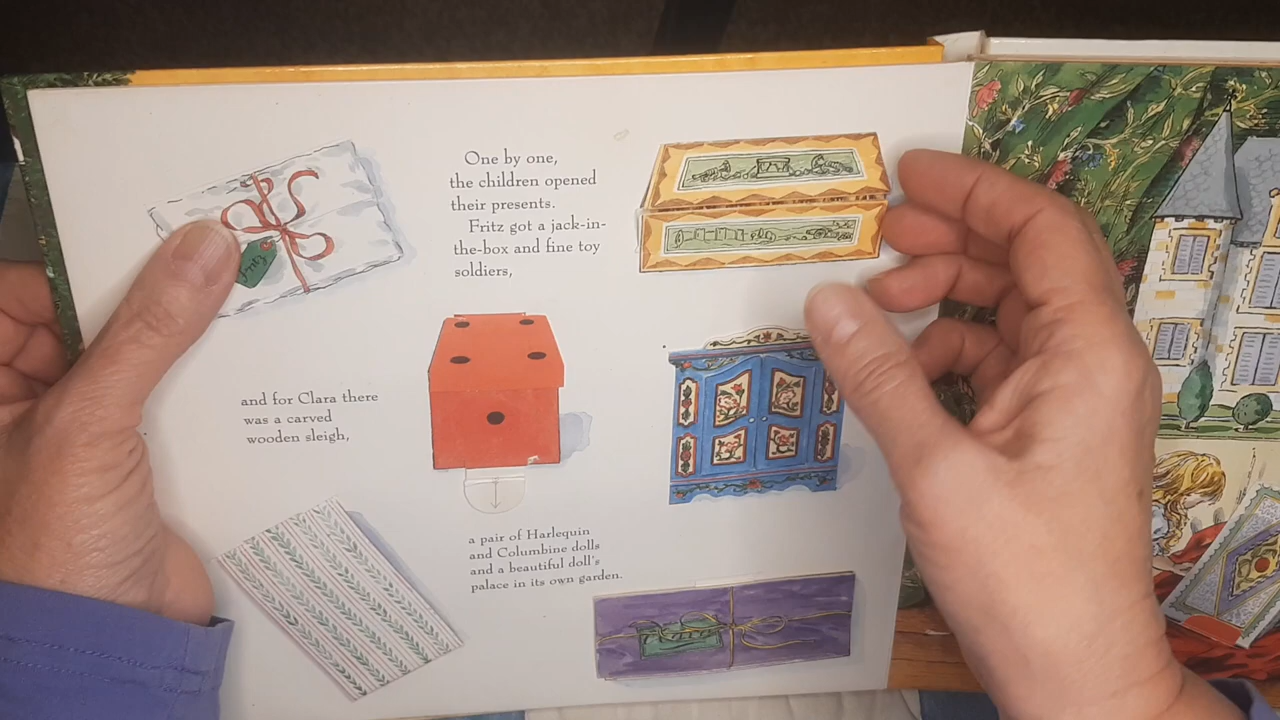 One by one,
the children opened
their presents.
Fritz got a jack-in-
the-box and fine toy
soldiers,
Fritz
and for Clara there
was a carved
wooden sleigh,
a pair of Harlequin
and Columbine dolls
and a beautiful doll's
palace in its own garden.